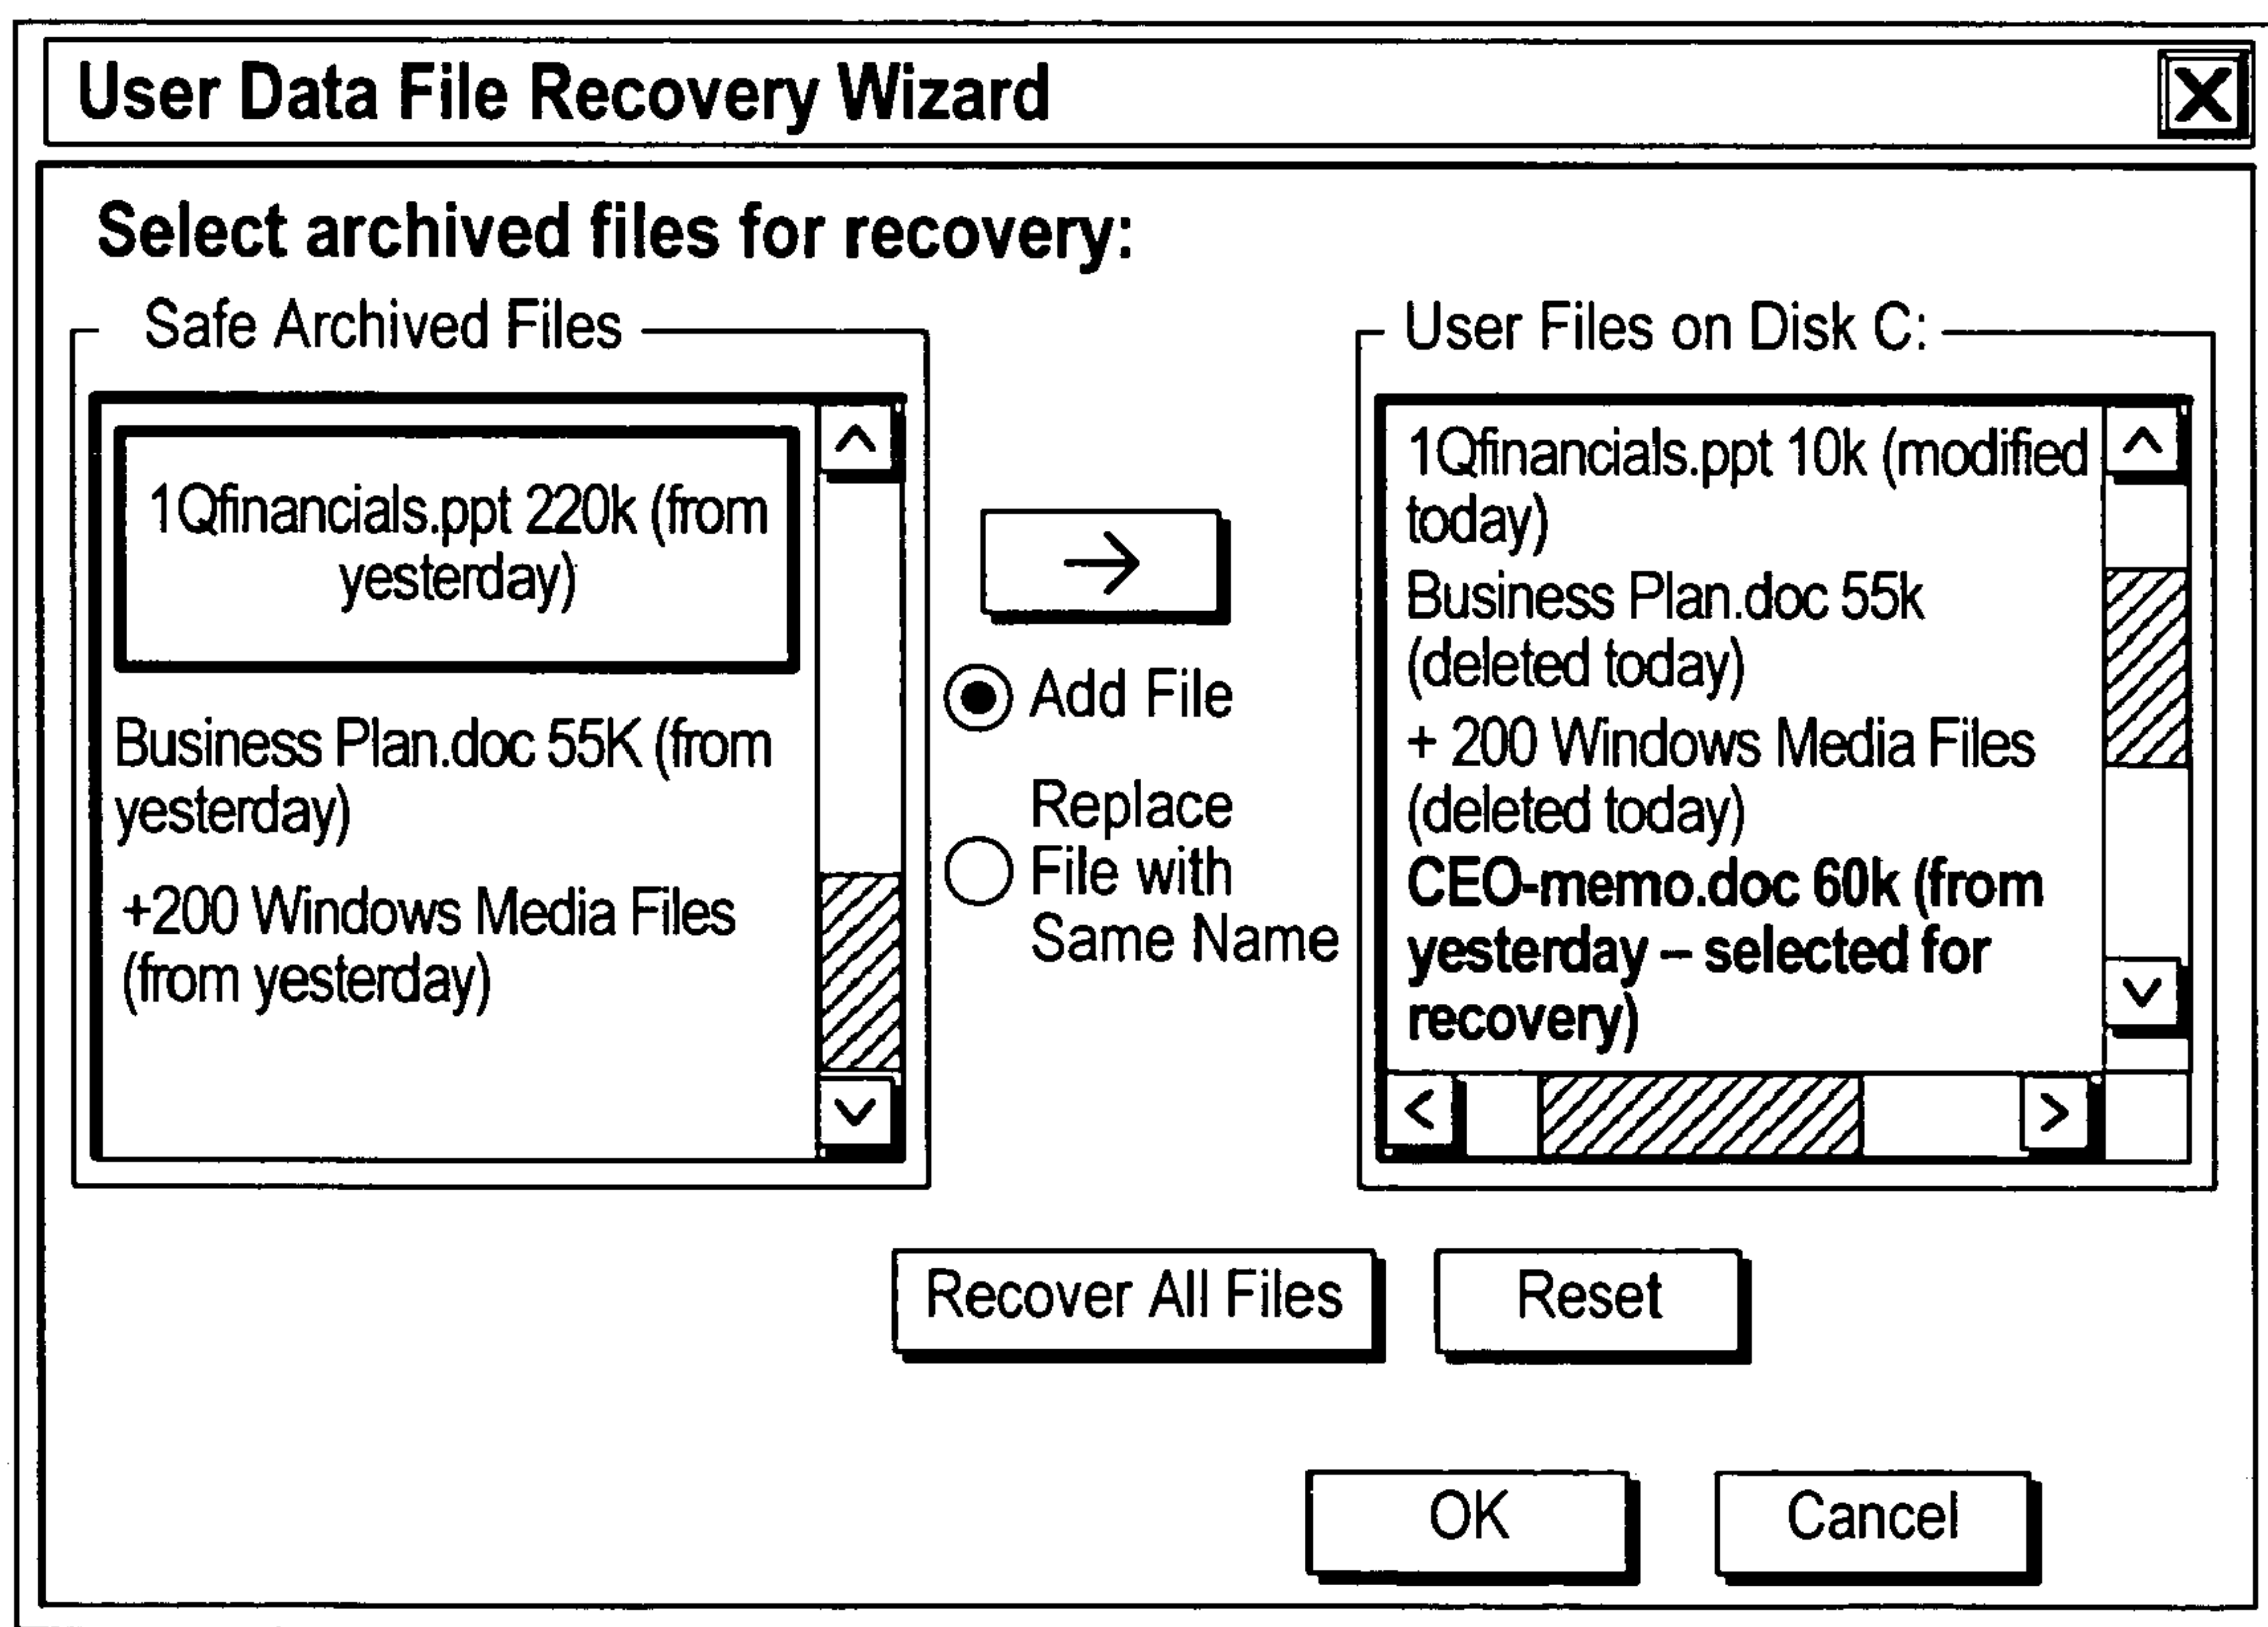 User Data File Recovery Wizard
X
Select archived files for recovery:
Safe Archived Files
1Qfinancials.ppt 220k (from
yesterday)
Business Plan.doc 55K (from
yesterday)
+200 Windows Media Files
(from yesterday)
→
Add File
Replace
File with
Same Name
User Files on Disk C:
1Qfinancials.ppt 10k (modified
today)
Business Plan.doc 55k
(deleted today)
+ 200 Windows Media Files
(deleted today)
CEO-memo.doc 60k (from
yesterday – selected for
recovery)
Recover All Files
Reset
OK
Cancel